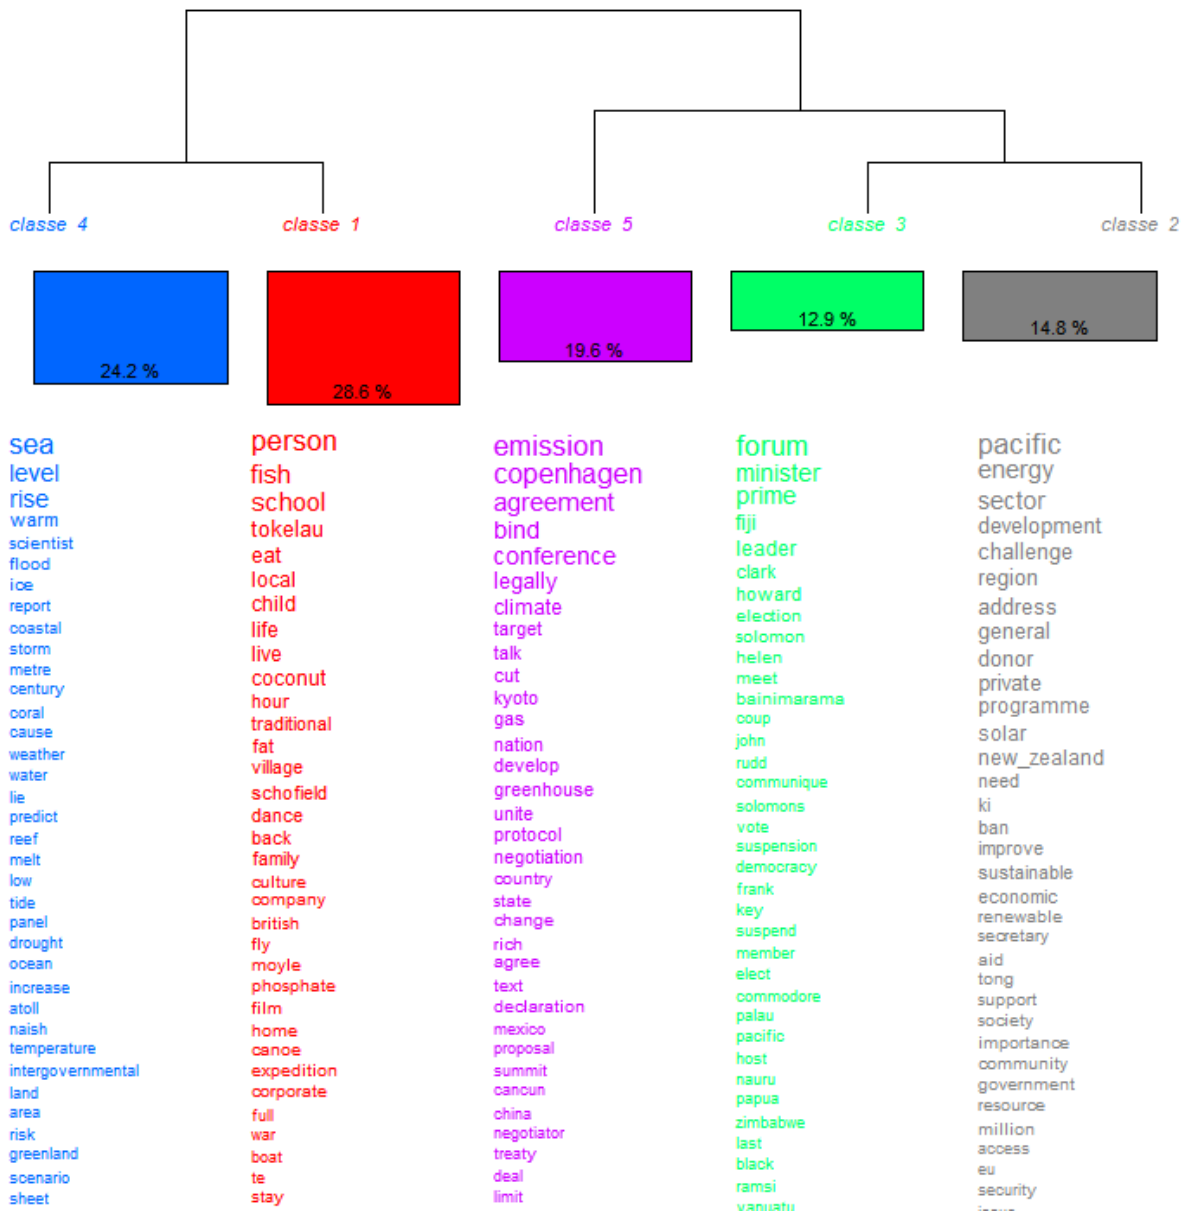 classe 4
classe 1
classe 5
classe 3
classe 2
24.2 %
28.6 %
19.6 %
12.9 %
14.8 %
sea
level
rise
warm
scientist
flood
ice
report
coastal
storm
metre
century
coral
cause
weather
water
lie
predict
reef
melt
low
tide
panel
drought
ocean
increase
atoll
naish
temperature
intergovernmental
land
area
risk
greenland
scenario
sheet
person
fish
school
tokelau
eat
local
child
life
live
coconut
hour
traditional
fat
village
schofield
dance
back
family
culture
company
british
fly
moyle
phosphate
film
home
canoe
expedition
corporate
full
war
boat
te
stay
emission
copenhagen
agreement
bind
conference
legally
climate
target
talk
cut
kyoto
gas
nation
develop
greenhouse
unite
protocol
negotiation
country
state
change
rich
agree
text
declaration
mexico
proposal
summit
cancun
china
negotiator
treaty
deal
limit
forum
minister
prime
fiji
leader
clark
howard
election
solomon
helen
meet
bainimarama
coup
john
rudd
communique
solomons
vote
suspension
democracy
frank
key
suspend
member
elect
commodore
palau
pacific
host
nauru
papua
zimbabwe
last
black
ramsi
vanuatu
pacific
energy
sector
development
challenge
region
address
general
donor
private
programme
solar
new_zealand
need
ki
ban
improve
sustainable
economic
renewable
secretary
aid
tong
support
society
importance
community
government
resource
million
access
eu
security